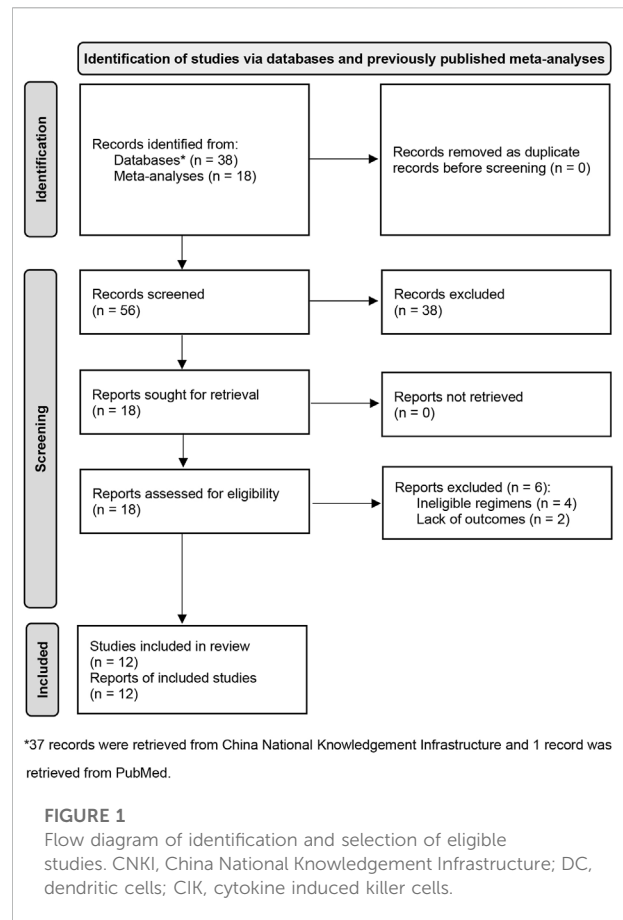 Identification of studies via databases and previously published meta-analyses
Identification
Records identified from:
Databases* (n = 38)
Meta-analyses (n = 18)
Records removed as duplicate
records before screening (n = 0)
Screening
Records screened
(n = 56)
Records excluded
(n = 38)
Reports sought for retrieval
(n = 18)
Reports not retrieved
(n = 0)
Reports assessed for eligibility
(n = 18)
Reports excluded (n = 6):
Ineligible regimens (n = 4)
Lack of outcomes (n = 2)
Included
Studies included in review
(n = 12)
Reports of included studies
(n = 12)
*37 records were retrieved from China National Knowledgement Infrastructure and 1 record was
retrieved from PubMed.
FIGURE 1
Flow diagram of identification and selection of eligible
studies. CNKI, China National Knowledgement Infrastructure; DC,
dendritic cells; CIK, cytokine induced killer cells.